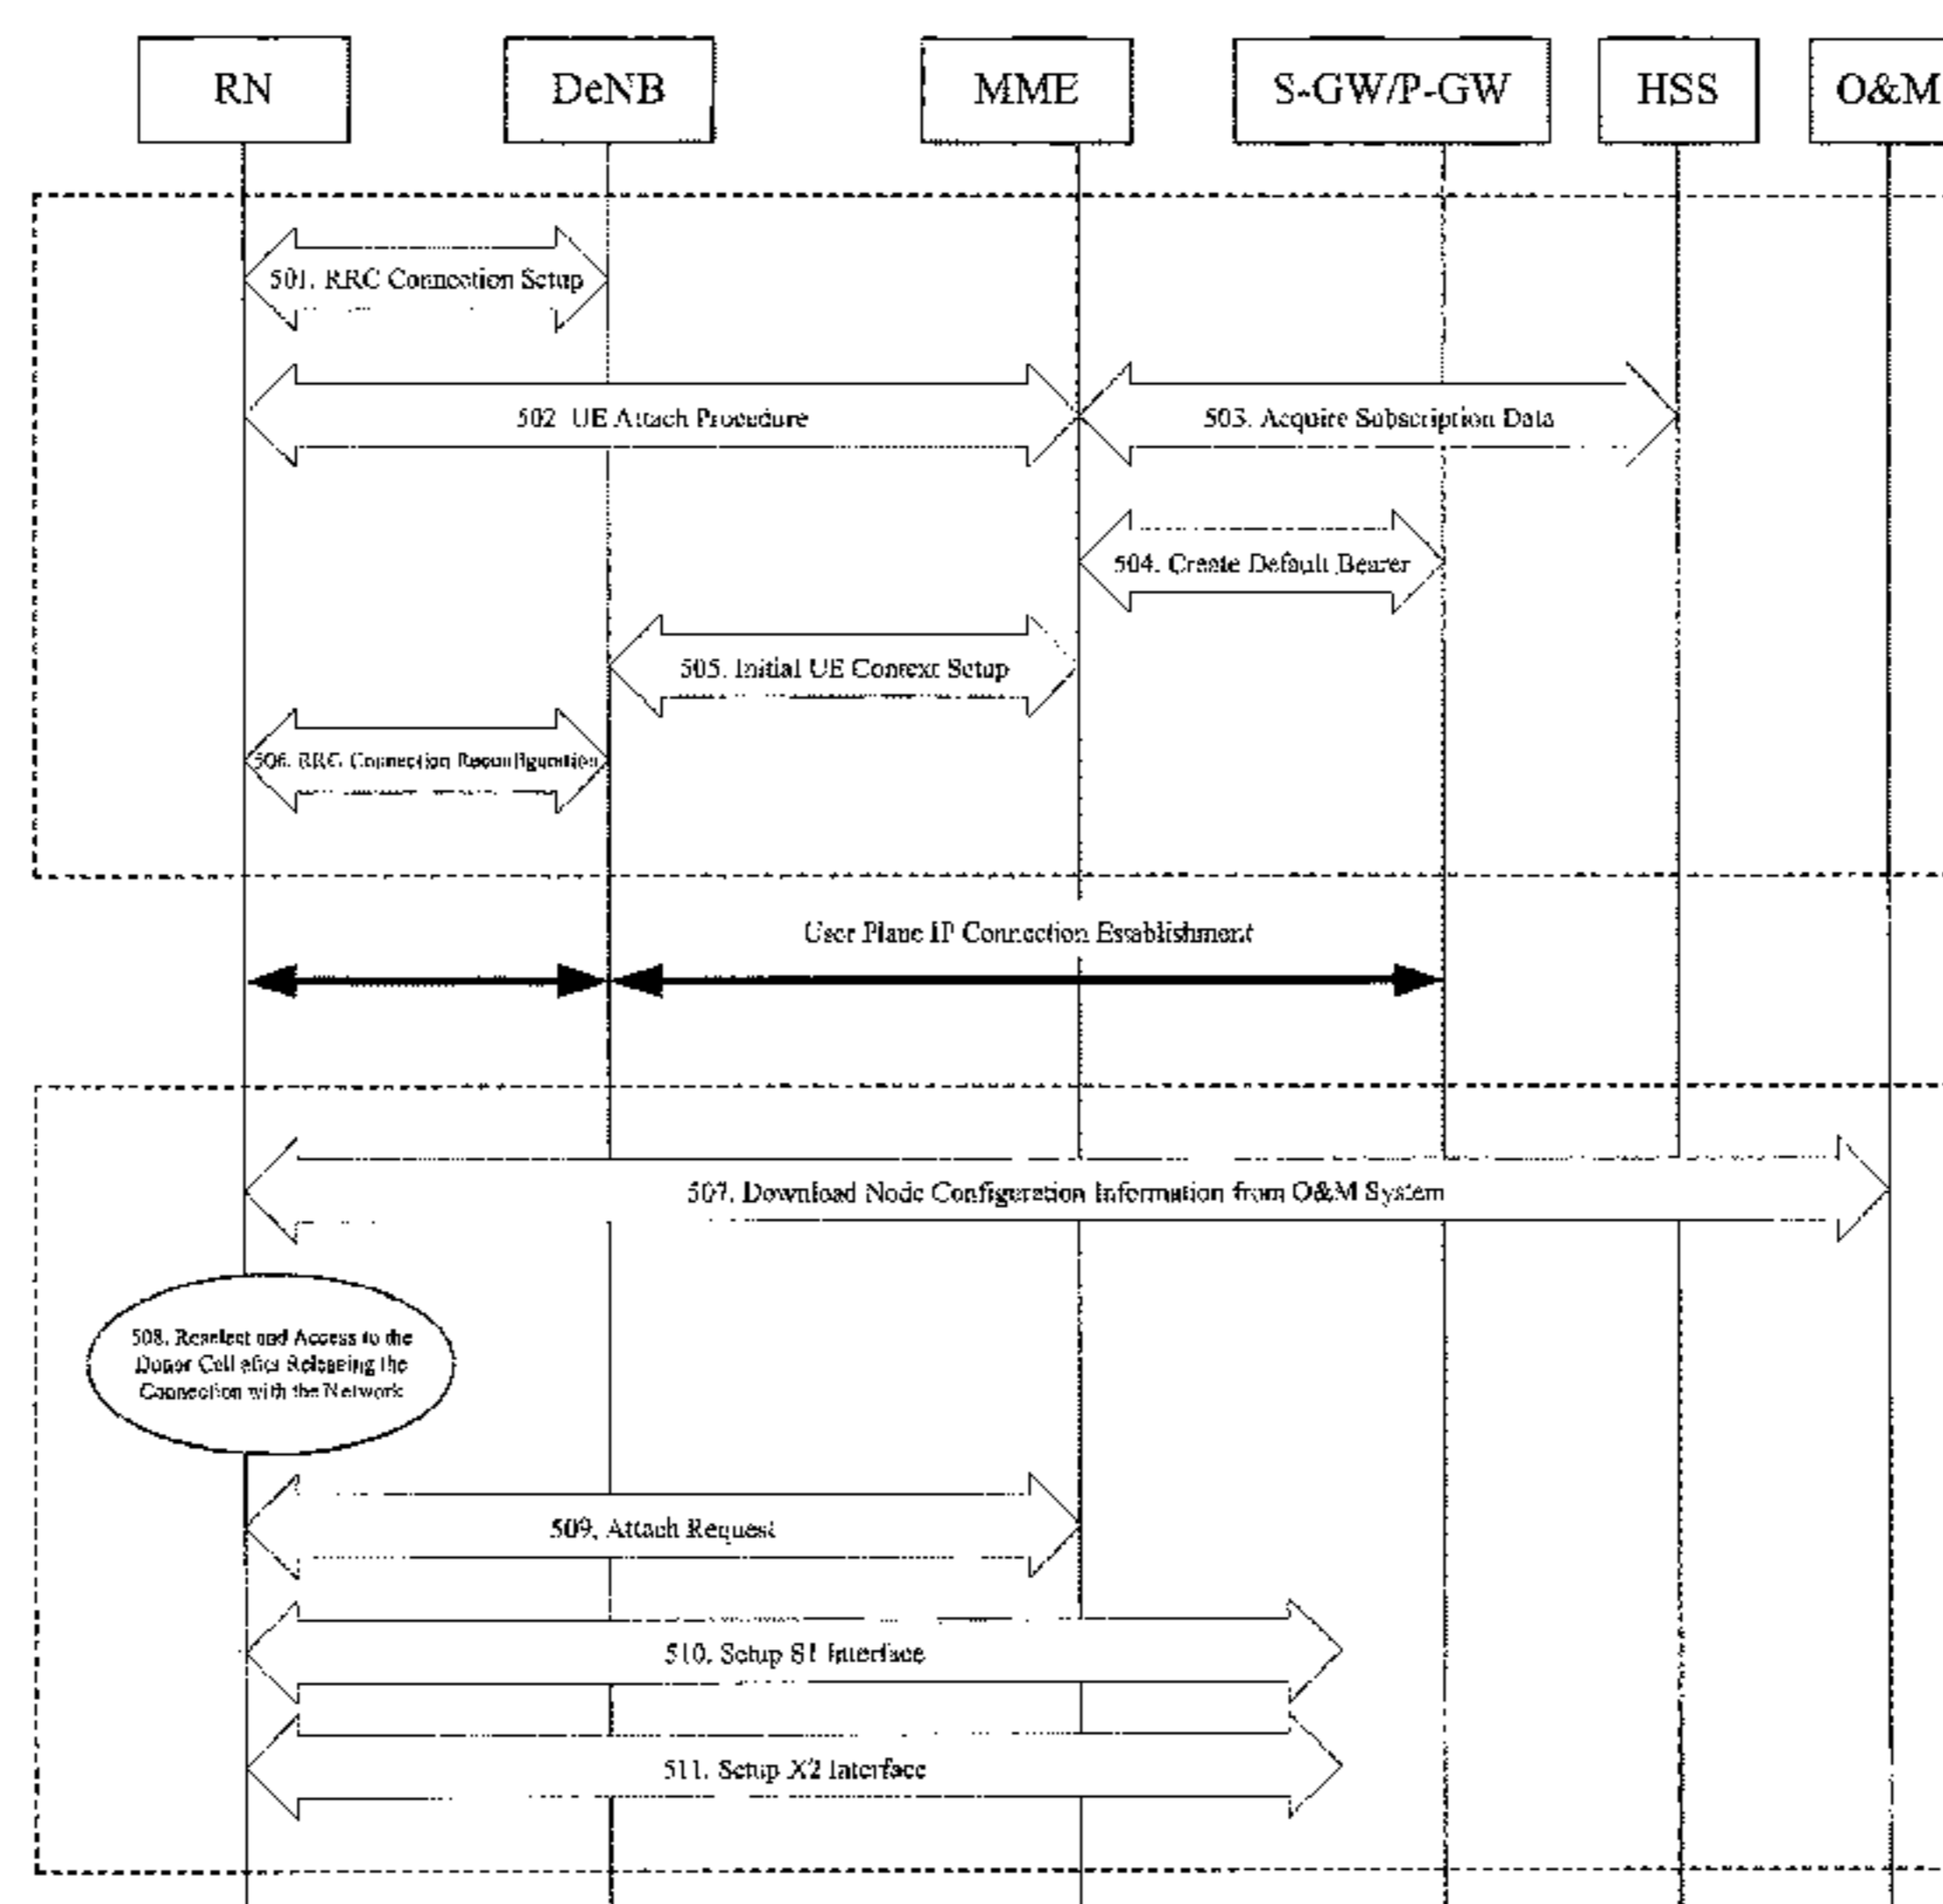 RN
DeNB
MME
S-GW/P-GW
HSS
O&M
501. RRC Connection Setup
502 UE Attach Procedure
503. Acquire Subscription Data
504. Create Default Bearer
505. Initial UE Context Setup
506. RRC Connection Reconfiguration
User Plane IP Connection Establishment
507. Download Node Configuration Information from O&M System
508. Reselect and Access to the
Donor Cell after Releasing the
Connection with the Network
509. Attach Request
510. Setup S1 Interface
511. Setup X2 Interface